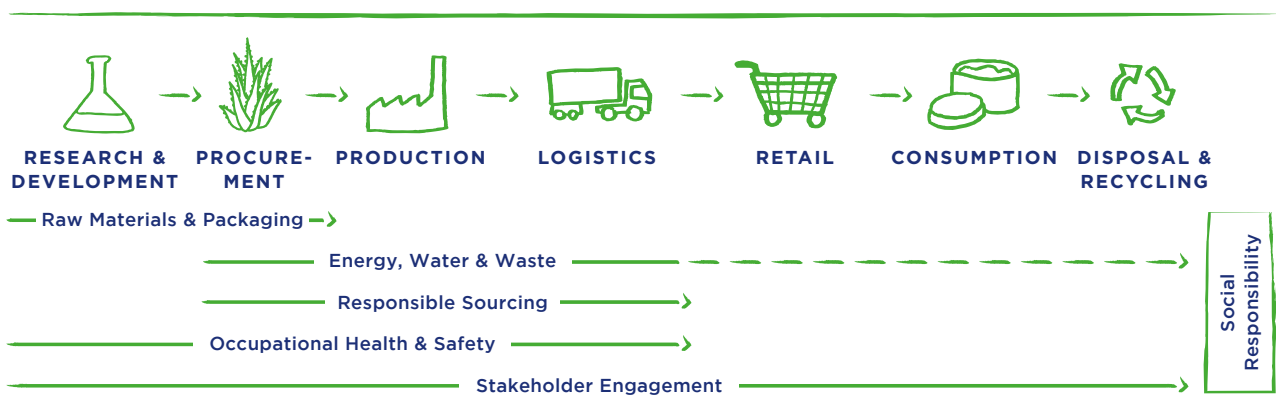 RESEARCH &
DEVELOPMENT
PROCURE-
MENT
PRODUCTION
LOGISTICS
RETAIL
CONSUMPTION
DISPOSAL &
RECYCLING
Raw Materials & Packaging
Energy, Water & Waste
Responsible Sourcing
Occupational Health & Safety
Stakeholder Engagement
Social
Responsibility